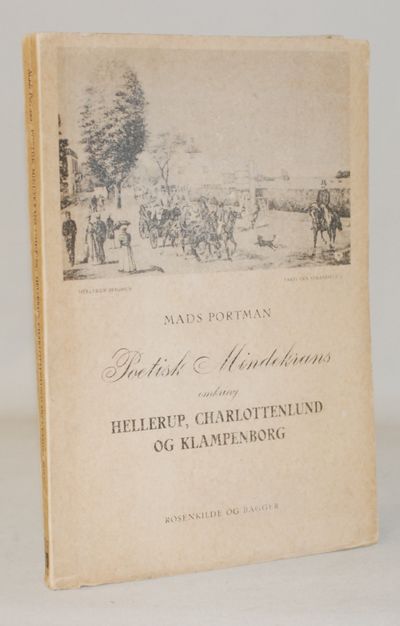 MADS PORTMAN
Poetisk Mindekrans
omkring
HELLERUP, CHARLOTTENLUND
OG KLAMPENBORG
ROSENKILDE OG BAGGER